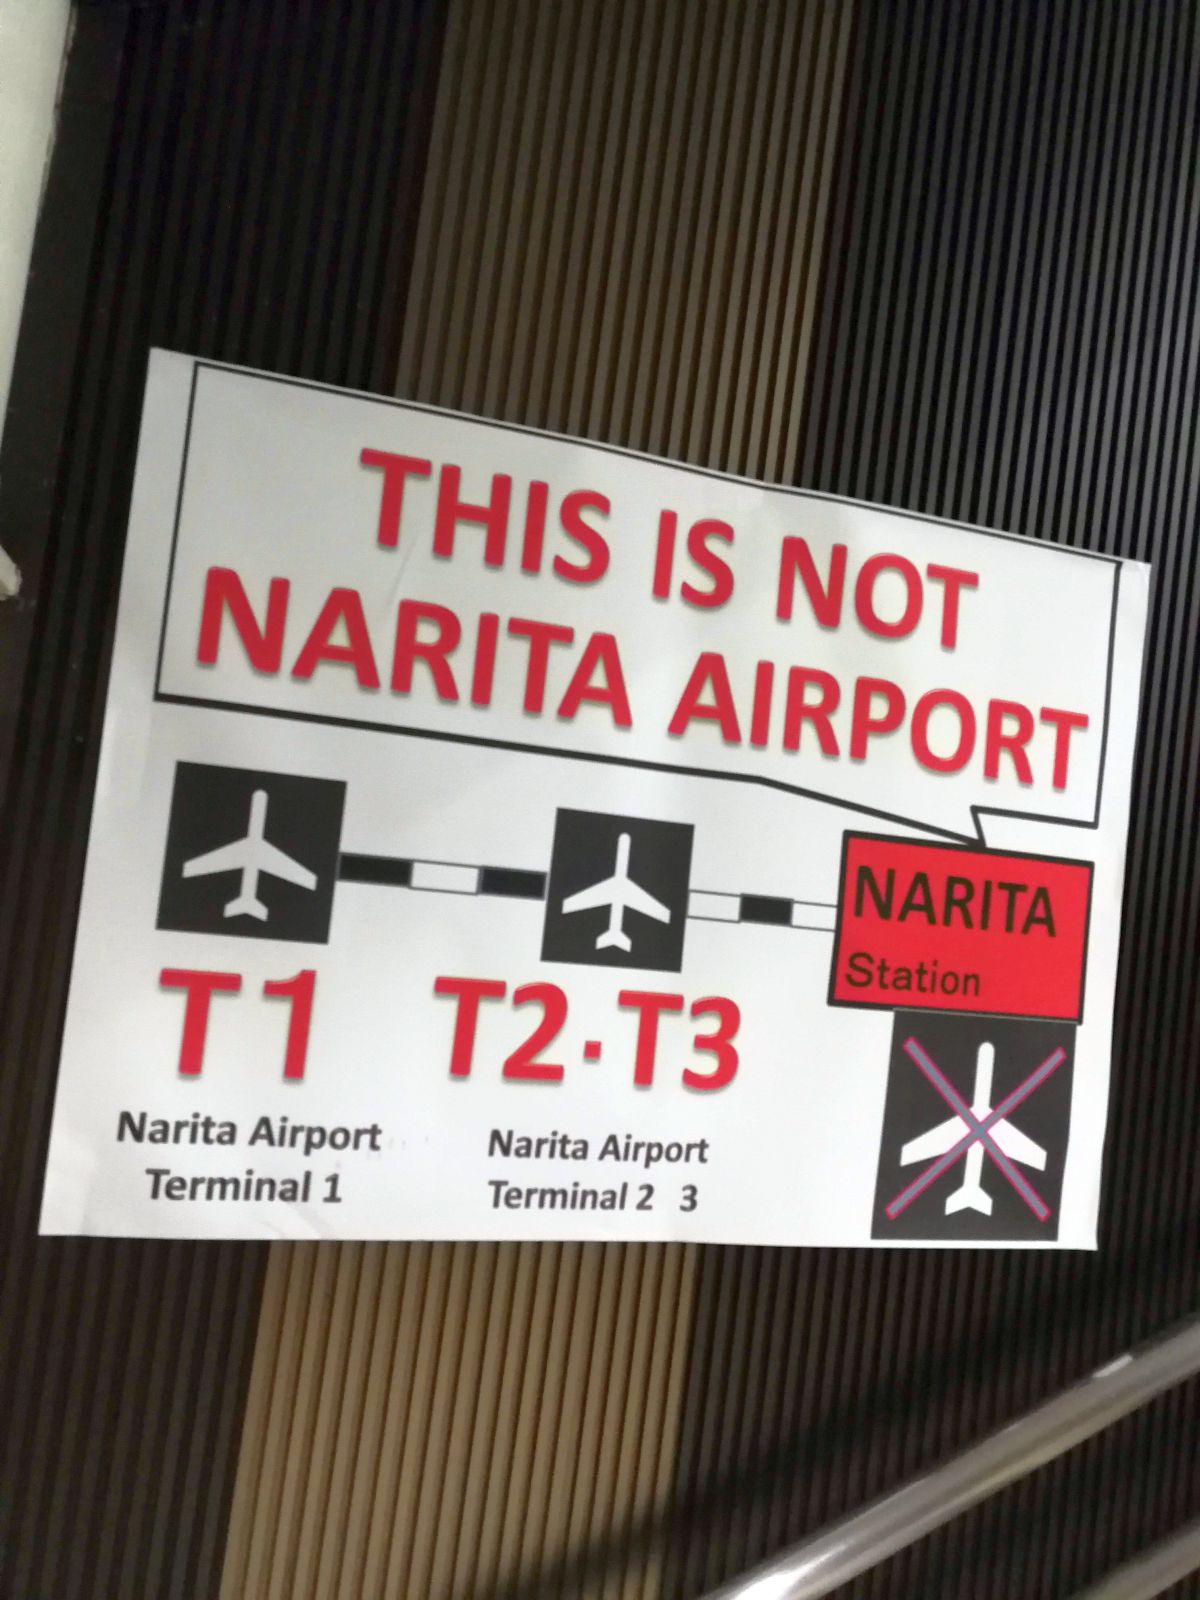 THIS IS NOT
NARITA AIRPORT
NARITA
Station
T1
T2・T3
Narita Airport
Terminal 1
Narita Airport
Terminal 2 3